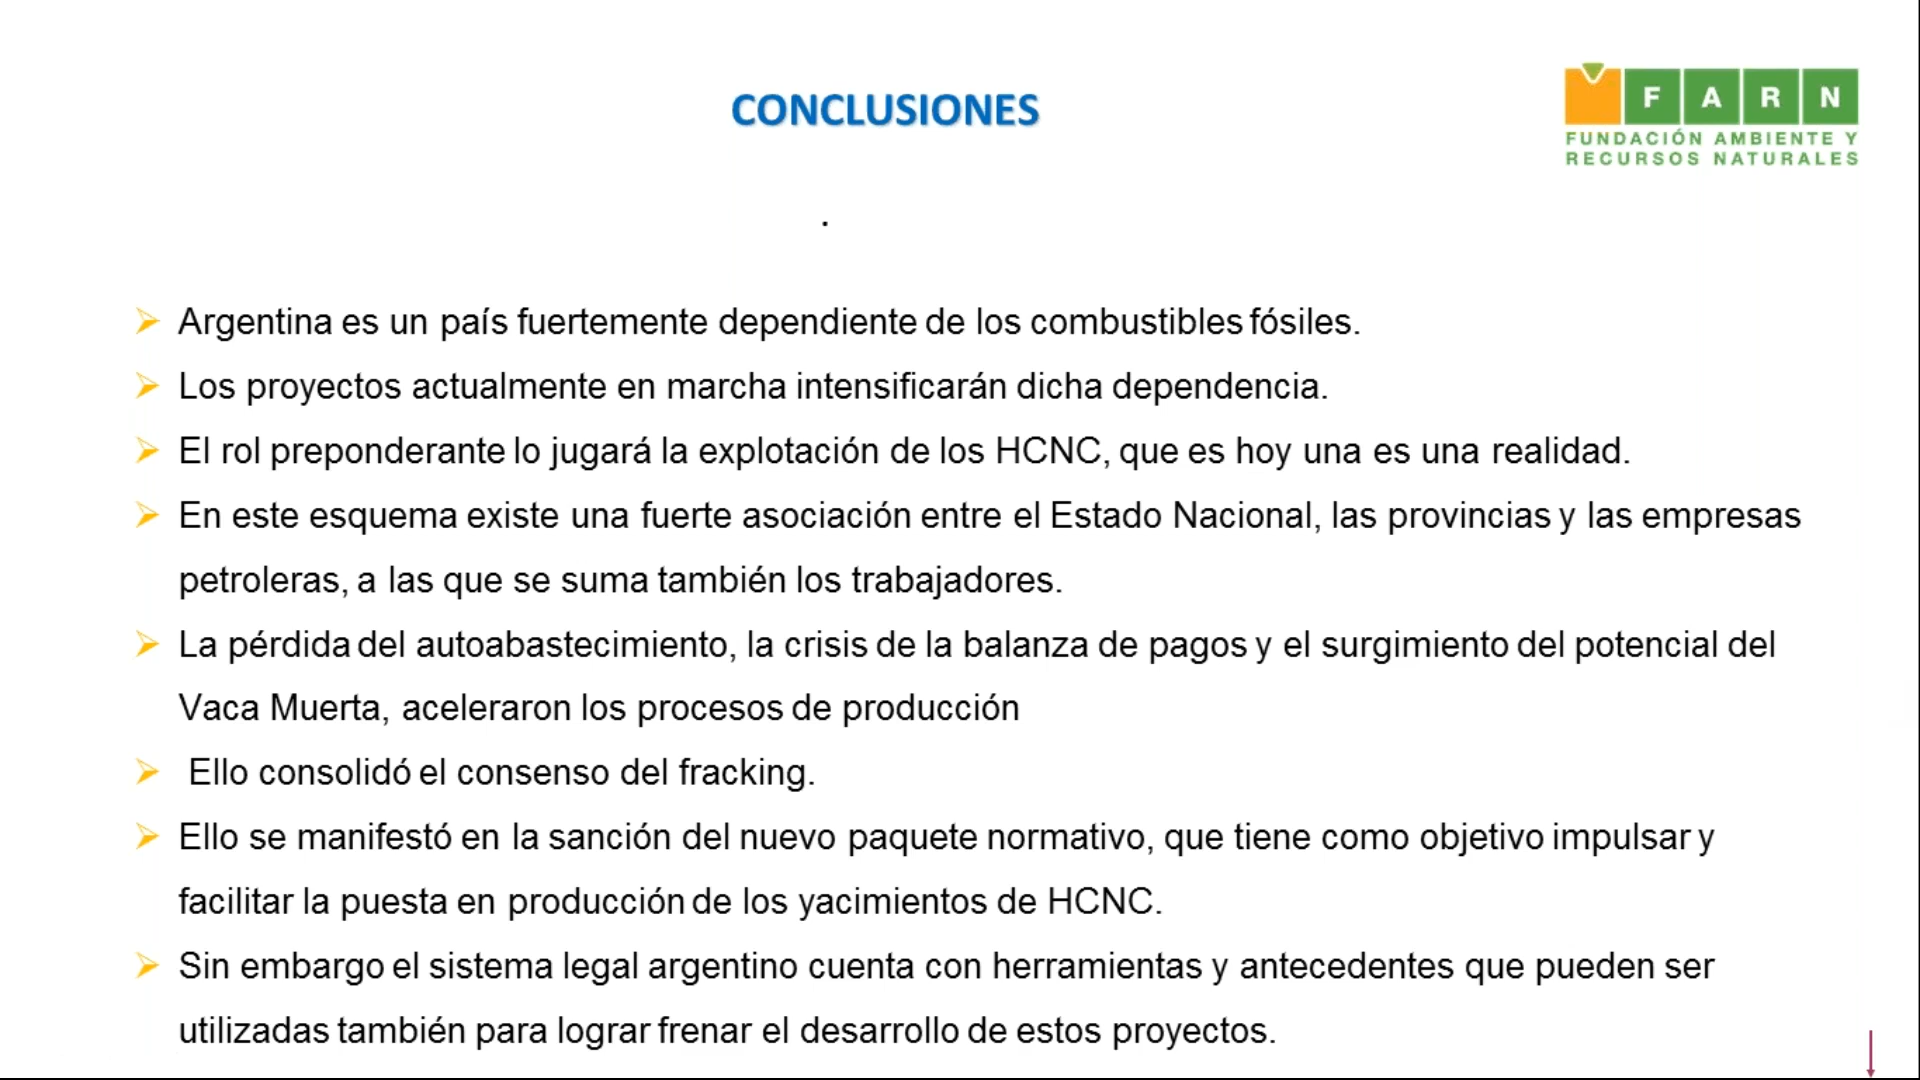 CONCLUSIONES
F A R N
FUNDACIÓN AMBIENTE Y
RECURSOS NATURALES
.
Argentina es un país fuertemente dependiente de los combustibles fósiles.
Los proyectos actualmente en marcha intensificarán dicha dependencia.
El rol preponderante lo jugará la explotación de los HCNC, que es hoy una es una realidad.
En este esquema existe una fuerte asociación entre el Estado Nacional, las provincias y las empresas
petroleras, a las que se suma también los trabajadores.
La pérdida del autoabastecimiento, la crisis de la balanza de pagos y el surgimiento del potencial del
Vaca Muerta, aceleraron los procesos de producción
Ello consolidó el consenso del fracking.
Ello se manifestó en la sanción del nuevo paquete normativo, que tiene como objetivo impulsar y
facilitar la puesta en producción de los yacimientos de HCNC.
Sin embargo el sistema legal argentino cuenta con herramientas y antecedentes que pueden ser
utilizadas también para lograr frenar el desarrollo de estos proyectos.